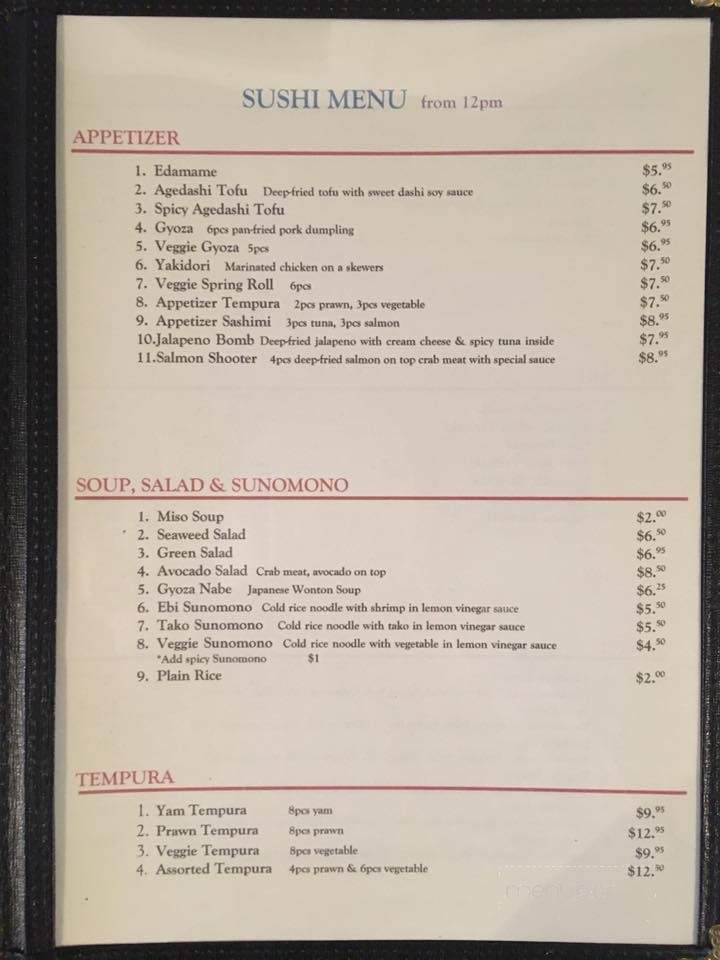 SUSHI MENU from 12pm
APPETIZER
1. Edamame $5.95
2. Agedashi Tofu Deep-fried tofu with sweet dashi soy sauce $6.50
3. Spicy Agedashi Tofu $7.50
4. Gyoza 6pcs pan-fried pork dumpling $6.95
5. Veggie Gyoza 5pcs $6.95
6. Yakidori Marinated chicken on a skewers $7.50
7. Veggie Spring Roll 6pcs $7.50
8. Appetizer Tempura 2pcs prawn, 3pcs vegetable $7.50
9. Appetizer Sashimi 3pcs tuna, 3pcs salmon $8.95
10.Jalapeno Bomb Deep-fried jalapeno with cream cheese & spicy tuna inside $7.95
11.Salmon Shooter 4pcs deep-fried salmon on top crab meat with special sauce $8.95
SOUP, SALAD & SUNOMONO
1. Miso Soup $2.00
2. Seaweed Salad $6.50
3. Green Salad $6.95
4. Avocado Salad Crab meat, avocado on top $8.50
5. Gyoza Nabe Japanese Wonton Soup $6.25
6. Ebi Sunomono Cold rice noodle with shrimp in lemon vinegar sauce $5.50
7. Tako Sunomono Cold rice noodle with tako in lemon vinegar sauce $5.50
8. Veggie Sunomono Cold rice noodle with vegetable in lemon vinegar sauce $4.50
*Add spicy Sunomono $1
9. Plain Rice $2.00
TEMPURA
1. Yam Tempura 8pcs yam $9.95
2. Prawn Tempura 8pcs prawn $12.95
3. Veggie Tempura 8pcs vegetable $9.95
4. Assorted Tempura 4pcs prawn & 6pcs vegetable $12.50